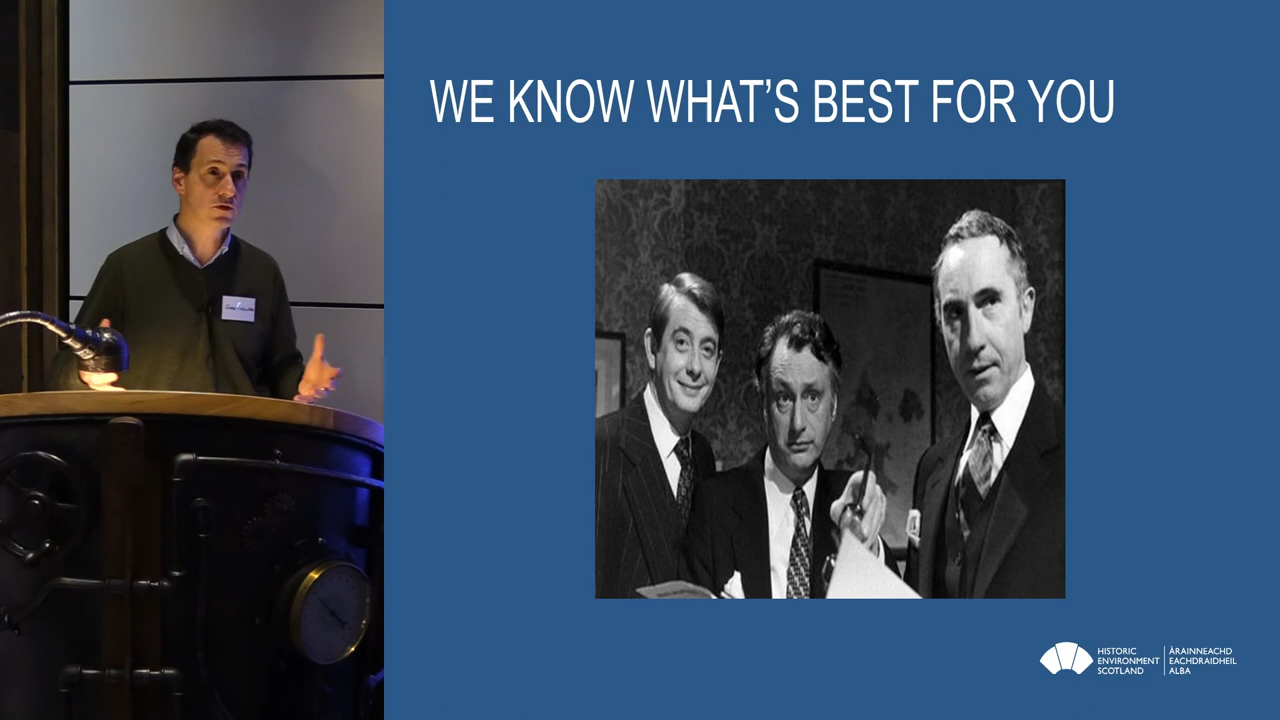 WE KNOW WHAT'S BEST FOR YOU
HISTORIC
ENVIRONMENT
SCOTLAND
ÀRAINNEACHD
EACHDRAIDHEIL
ALBA